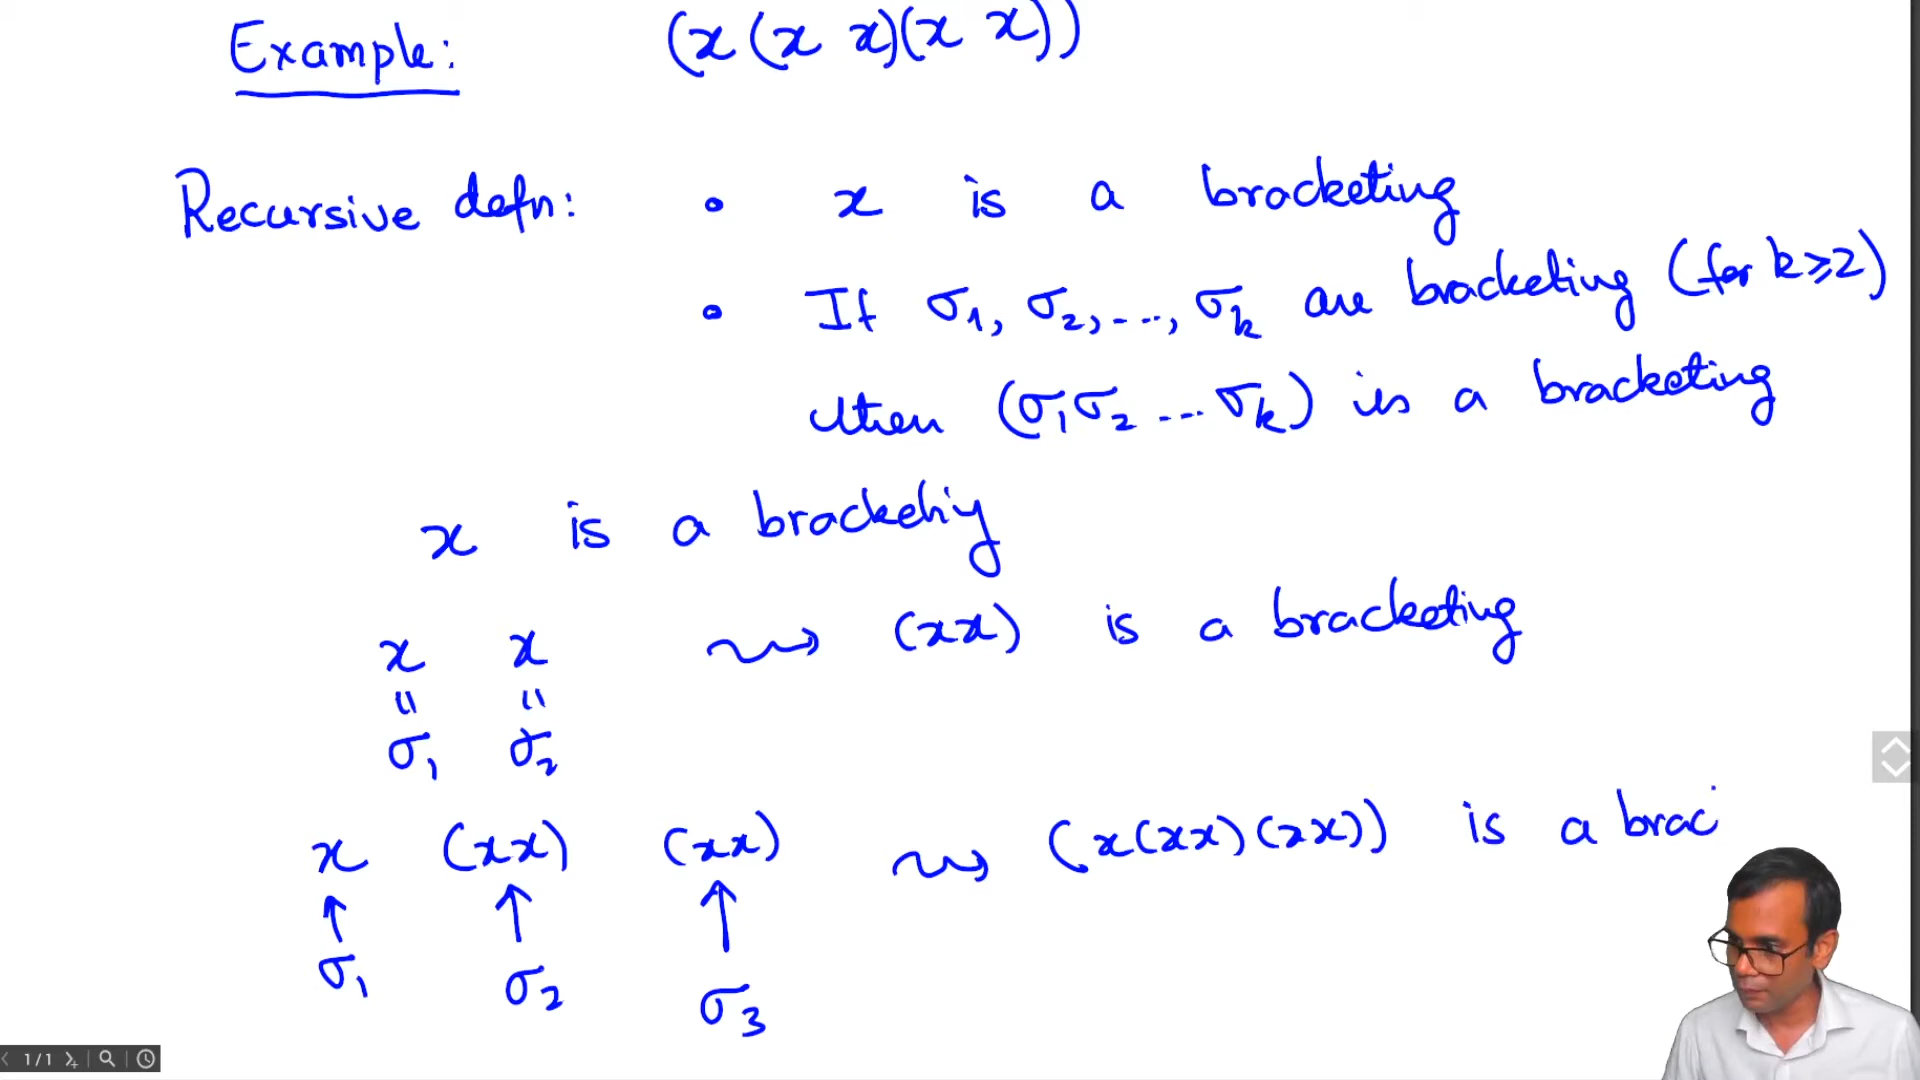 Example: (x (x x)(x x))
Recursive defn: • x is a bracketing
• If σ1, σ2, ..., σk are bracketing (for k≥2)
then (σ1σ2 ... σk) is a bracketing
x is a bracketing
x x ⇝ (xx) is a bracketing
" "
σ1 σ2
x (xx) (xx) ⇝ (x(xx)(xx)) is a brac
↑ ↑ ↑
σ1 σ2 σ3
1/1